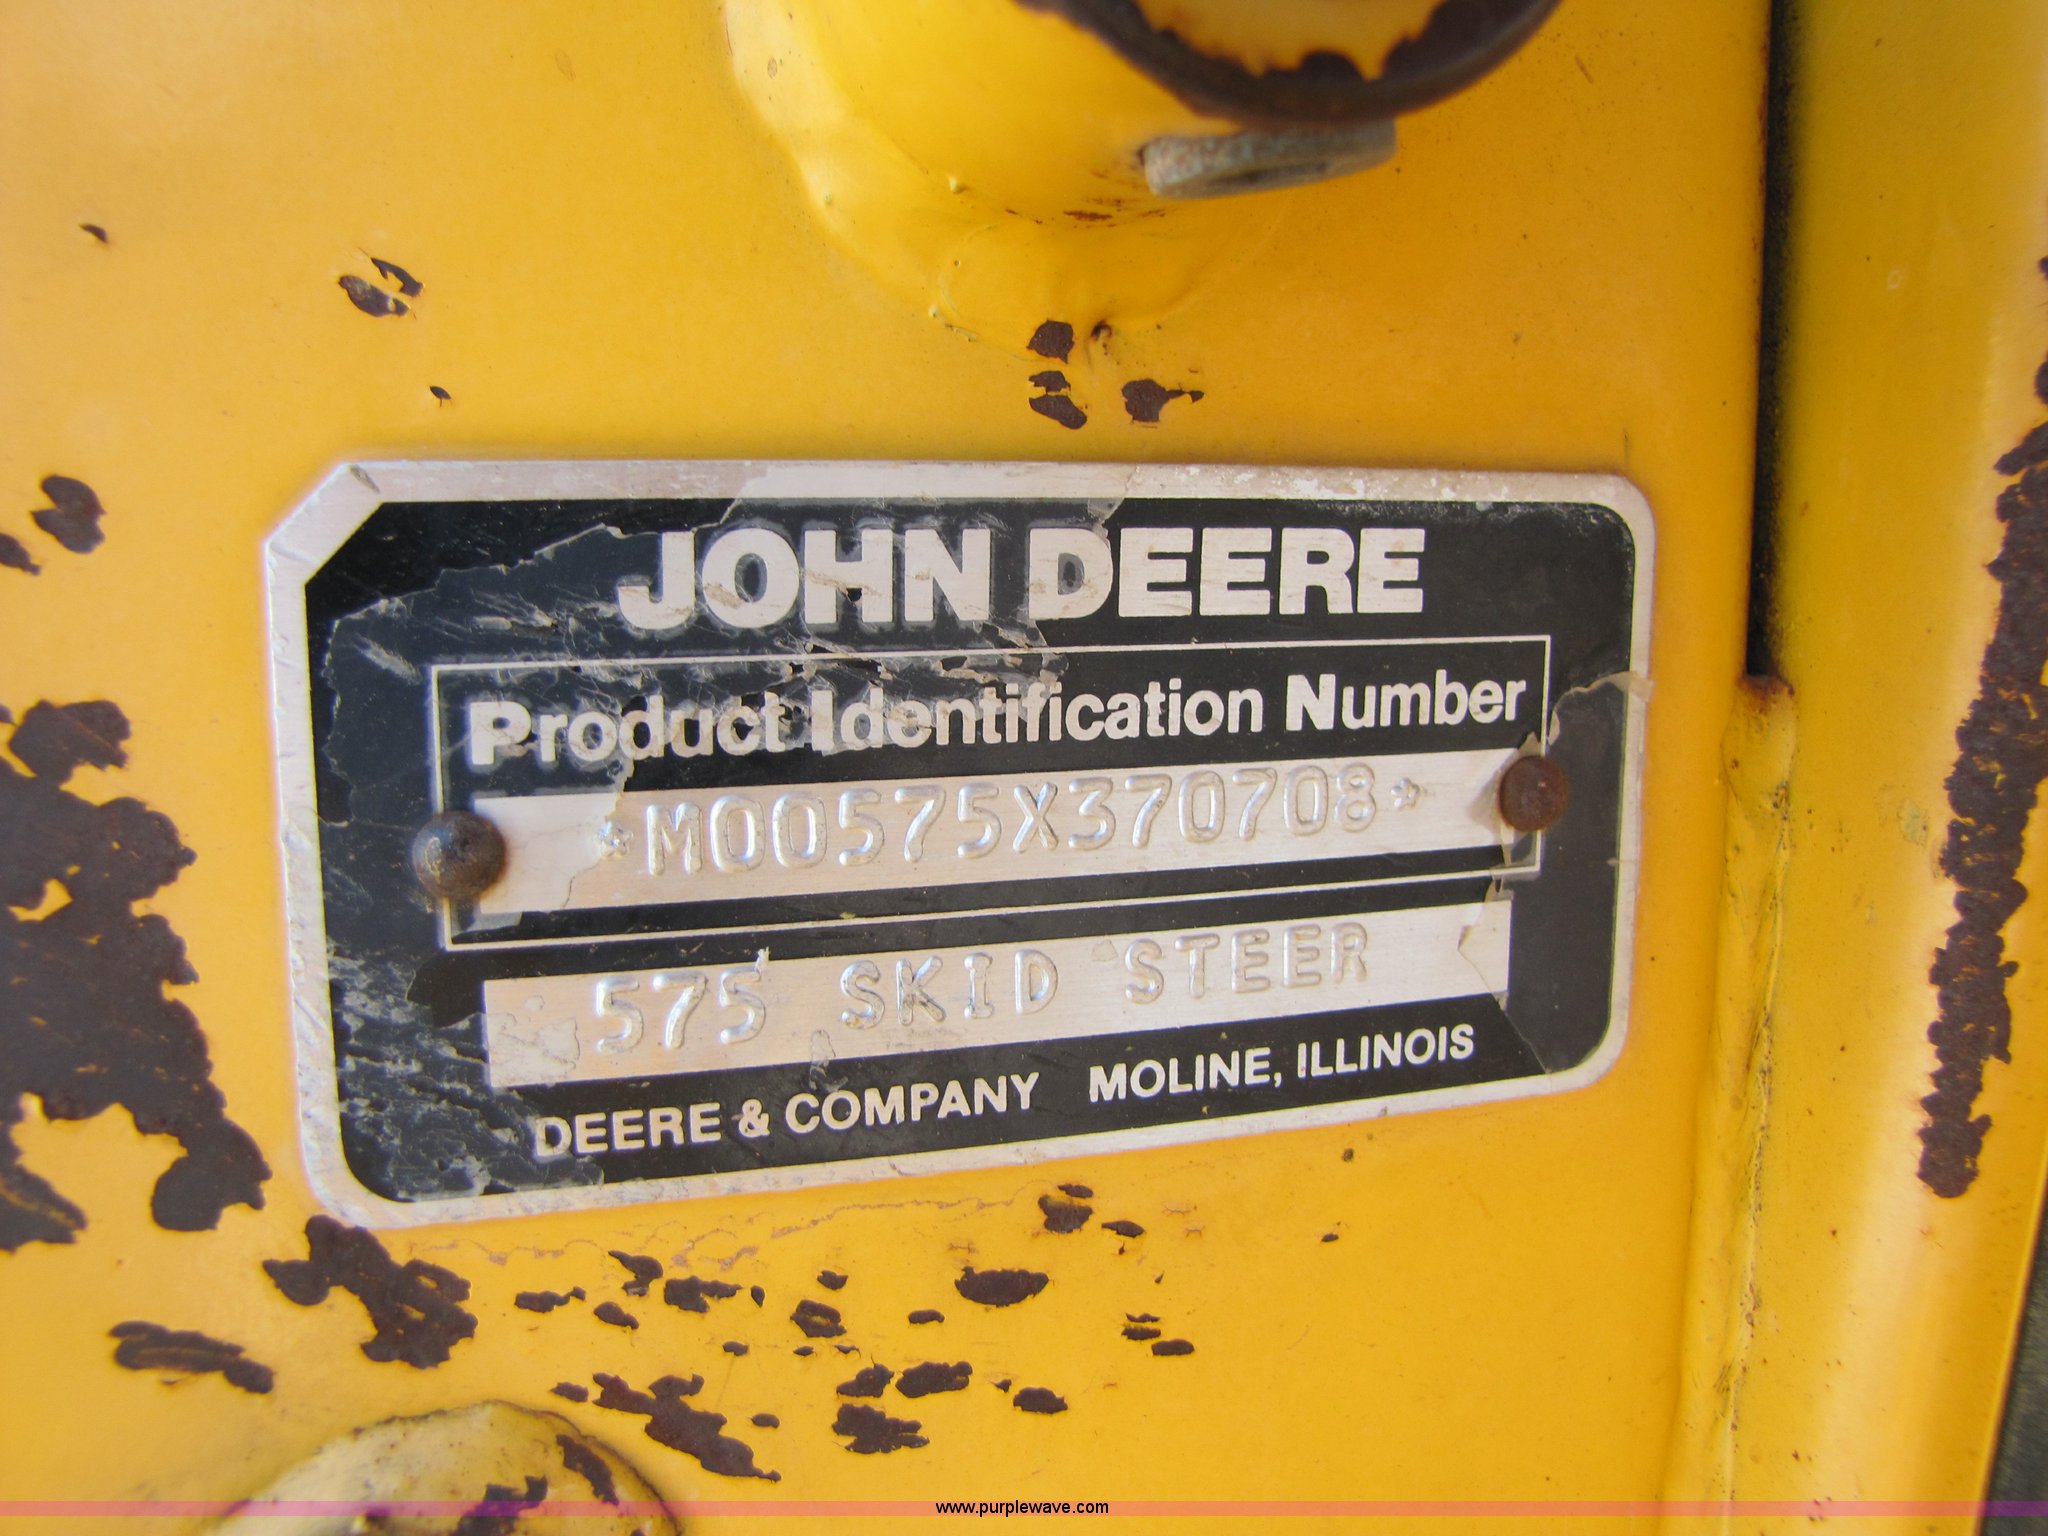 JOHN DEERE
Product Identification Number
*M00575X370708*
575 SKID STEER
DEERE & COMPANY MOLINE, ILLINOIS
www.purplewave.com